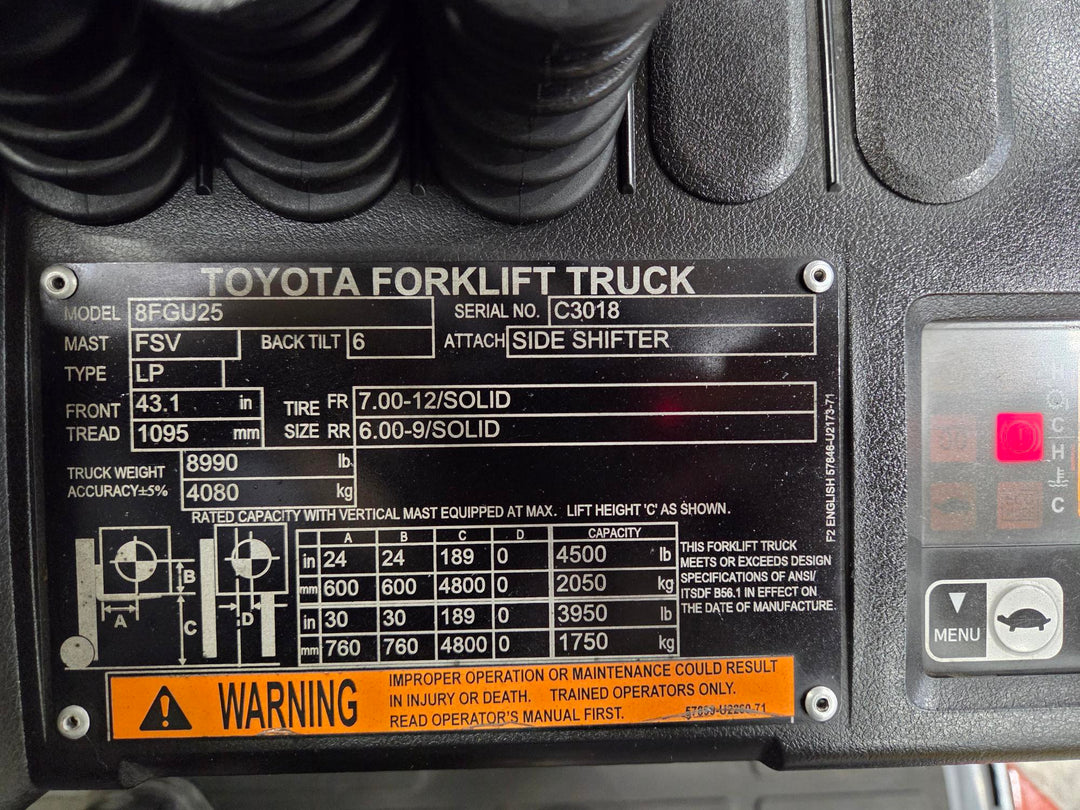 TOYOTA FORKLIFT TRUCK
MODEL 8FGU25 SERIAL NO. C3018
MAST FSV BACK TILT 6 ATTACH SIDE SHIFTER
TYPE LP
FRONT TREAD 43.1 in 1095 mm
TIRE SIZE FR 7.00-12/SOLID
RR 6.00-9/SOLID
TRUCK WEIGHT 8990 lb
ACCURACY±5% 4080 kg
RATED CAPACITY WITH VERTICAL MAST EQUIPPED AT MAX. LIFT HEIGHT 'C' AS SHOWN.
A B C D CAPACITY
in 24 24 189 0 4500 lb
mm 600 600 4800 0 2050 kg
in 30 30 189 0 3950 lb
mm 760 760 4800 0 1750 kg
A
B
C
D
THIS FORKLIFT TRUCK
MEETS OR EXCEEDS DESIGN
SPECIFICATIONS OF ANSI/
ITSDF B56.1 IN EFFECT ON
THE DATE OF MANUFACTURE.
F2 ENGLISH 57846-U2173-71
WARNING
IMPROPER OPERATION OR MAINTENANCE COULD RESULT
IN INJURY OR DEATH. TRAINED OPERATORS ONLY.
READ OPERATOR'S MANUAL FIRST.
C
H
C
MENU